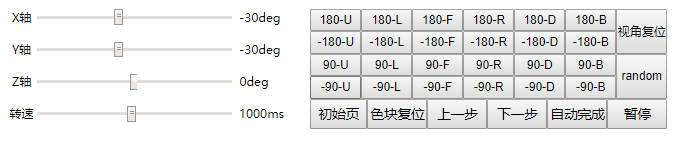 X轴 -30deg
Y轴 -30deg
Z轴 0deg
转速 1000ms
180-U 180-L 180-F 180-R 180-D 180-B 视角复位
-180-U -180-L -180-F -180-R -180-D -180-B
90-U 90-L 90-F 90-R 90-D 90-B random
-90-U -90-L -90-F -90-R -90-D -90-B
初始页 色块复位 上一步 下一步 自动完成 暂停